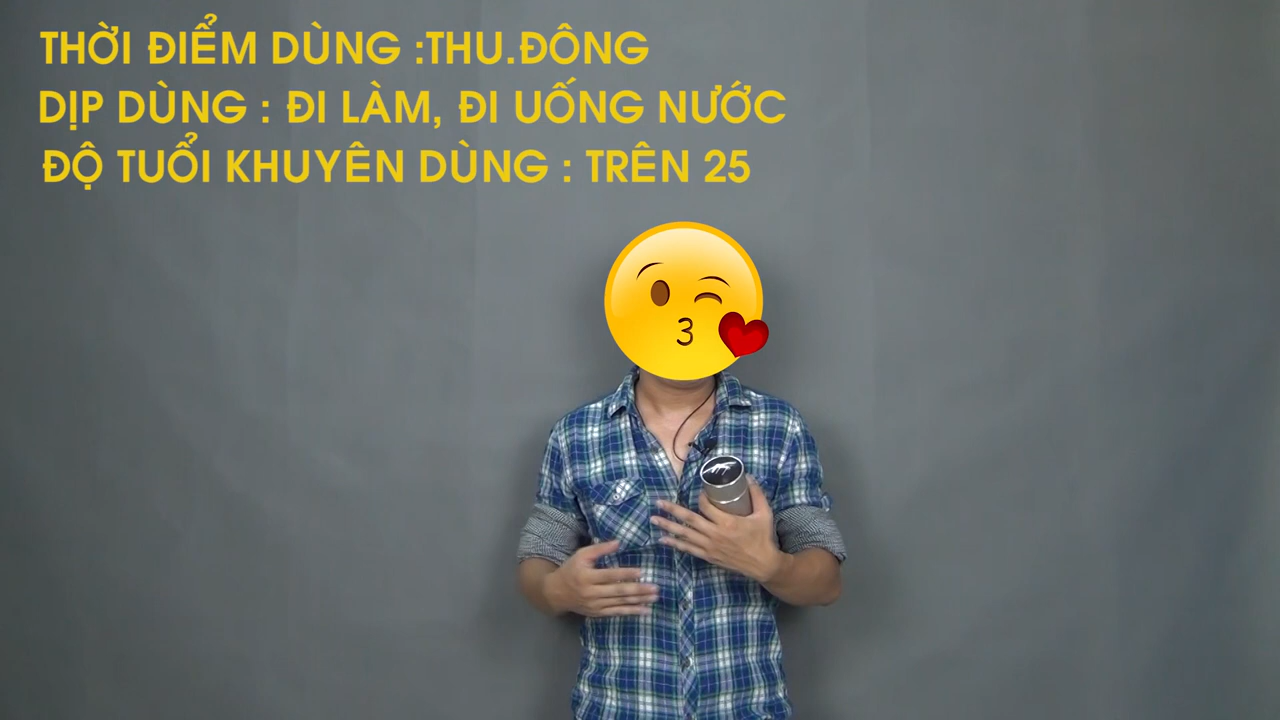 THỜI ĐIỂM DÙNG :THU.ĐÔNG
DỊP DÙNG : ĐI LÀM, ĐI UỐNG NƯỚC
ĐỘ TUỔI KHUYÊN DÙNG : TRÊN 25